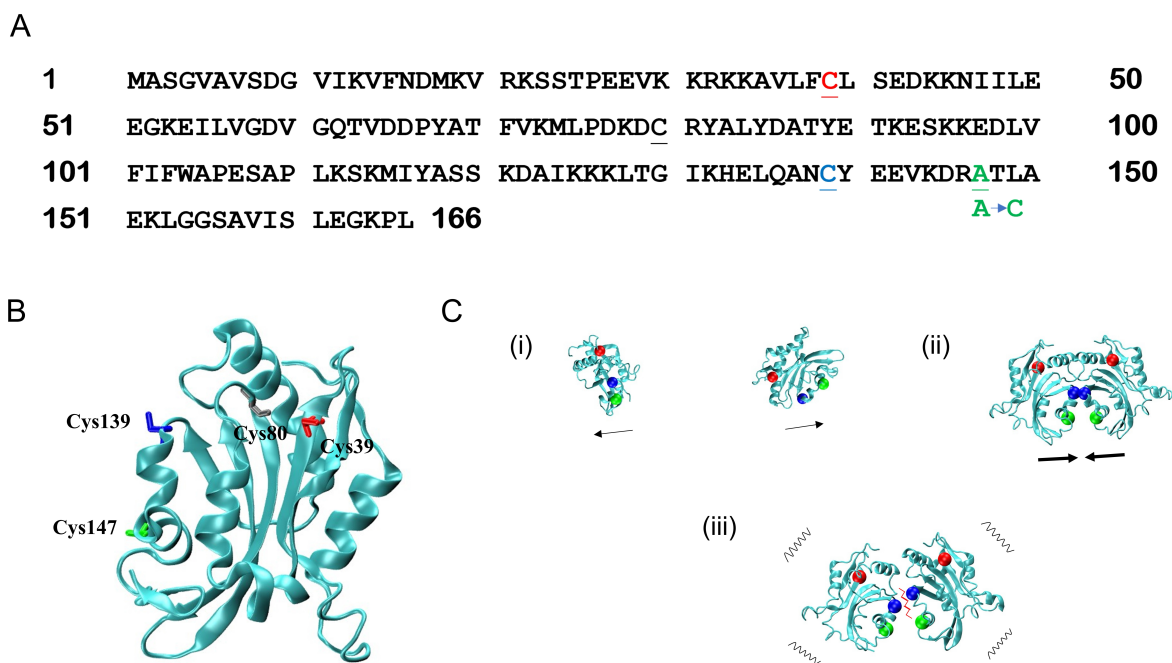 A
1 MASGVAVSDG VIKVFNDMKV RKSSTPEEVK KRKKAVLFCL SEDKKNIILE 50
51 EGKEILVGDV GQTVDDPYAT FVKMLPDKDC RYALYDATYE TKESKKEDLV 100
101 FIFWAPESAP LKSKMIYASS KDAIKKKLTG IKHELQANCY EEVKDRATLA 150
151 EKLGGSAVIS LEGKPL 166
A→C
B
Cys139
Cys80
Cys39
Cys147
C
(i)
(ii)
(iii)